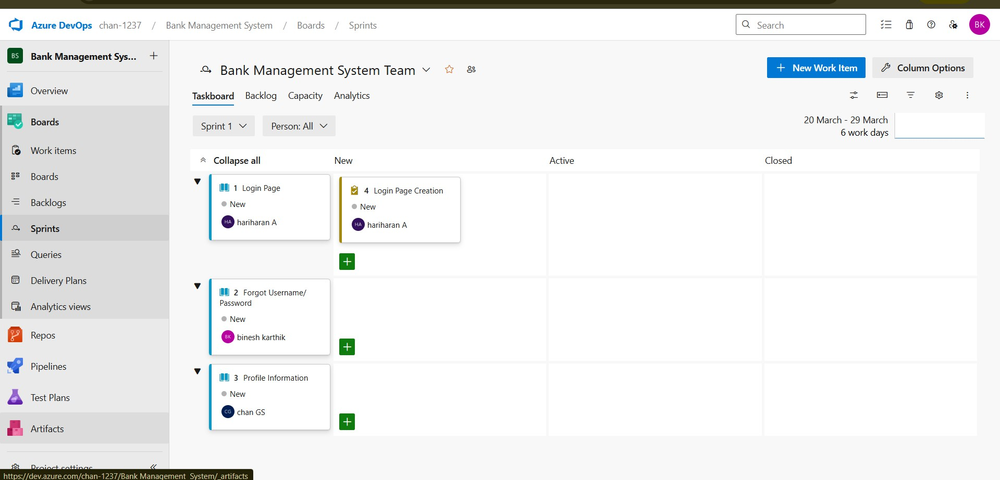 Azure DevOps chan-1237 / Bank Management System / Boards / Sprints
Search
BK
BS Bank Management Sys...
Overview
Boards
Work items
Boards
Backlogs
Sprints
Queries
Delivery Plans
Analytics views
Repos
Pipelines
Test Plans
Artifacts
Project settings
https://dev.azure.com/chan-1237/Bank Management_System/_artifacts
Bank Management System Team
New Work Item
Column Options
Taskboard Backlog Capacity Analytics
Sprint 1 Person: All
20 March - 29 March
6 work days
Collapse all New Active Closed
1 Login Page
New
HA hariharan A
4 Login Page Creation
New
HA hariharan A
2 Forgot Username/
Password
New
BK binesh karthik
3 Profile Information
New
CG chan GS